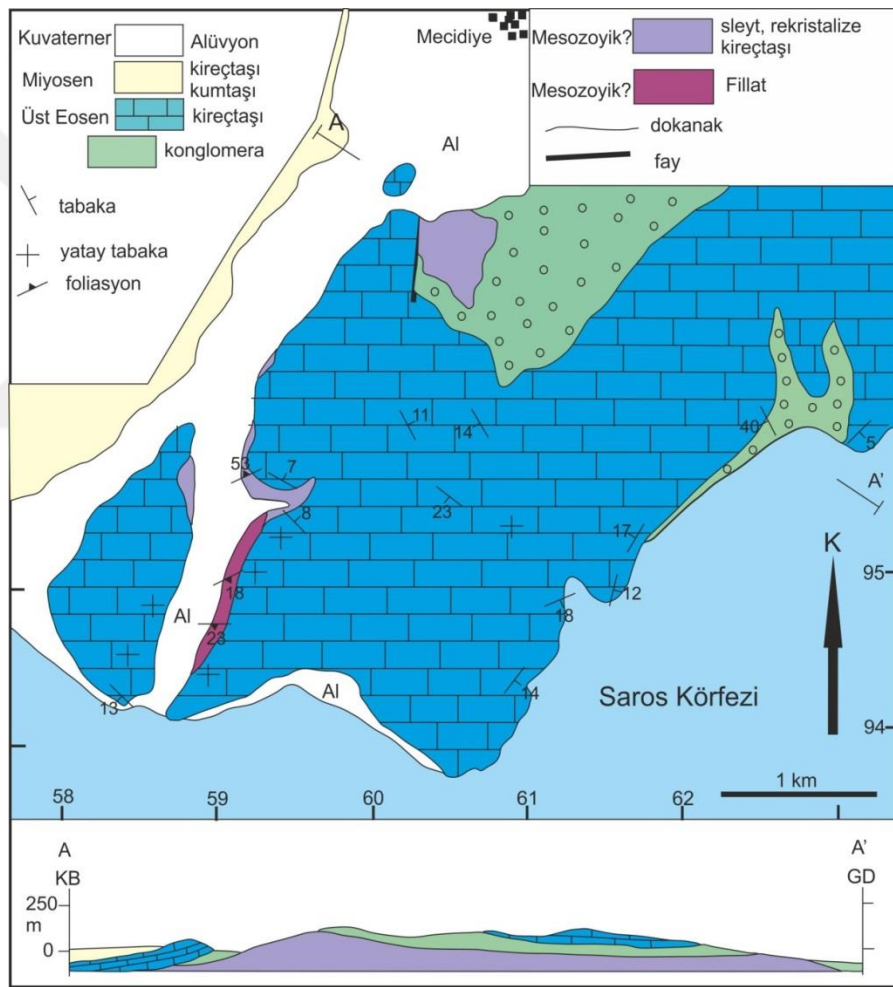 Kuvaterner
Alüvyon
Miyosen
kireçtaşı
kumtaşı
Üst Eosen
kireçtaşı
konglomera
tabaka
yatay tabaka
foliasyon
Mecidiye
Mesozoyik?
sleyt, rekristalize
kireçtaşı
Mesozoyik?
Fillat
dokanak
fay
A
Al
11
14
40
5
53
7
A'
8
23
17
K
95
18
12
18
Al
23
13
Al
14
Saros Körfezi
94
1 km
58
59
60
61
62
A
A'
KB
GD
250
m
0